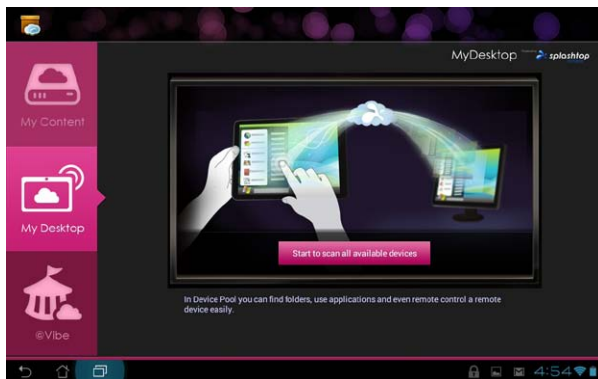 MyDesktop splashtop
My Content
My Desktop
@Vibe
Start to scan all available devices
In Device Pool you can find folders, use applications and even remote control a remote
device easily.
4:54